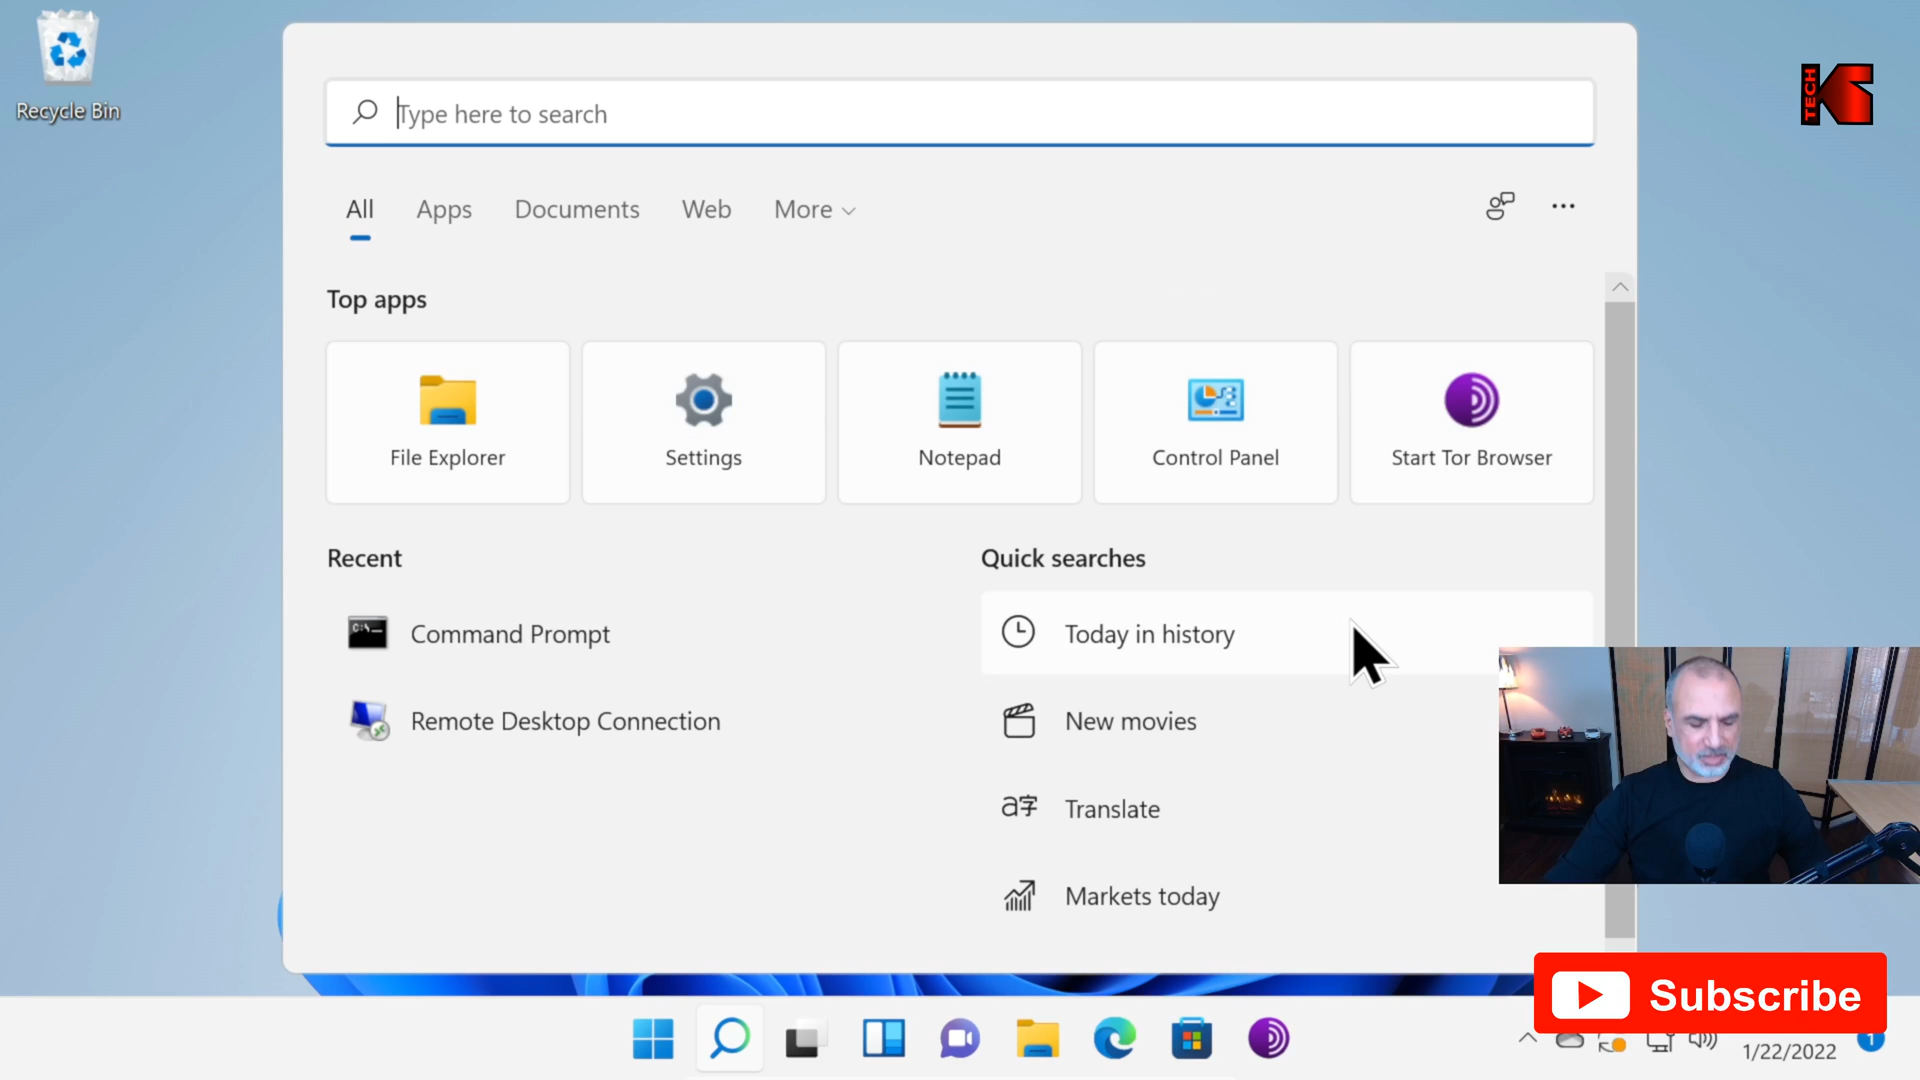 Recycle Bin
TECH
K
Type here to search
All Apps Documents Web More
Top apps
File Explorer Settings Notepad Control Panel Start Tor Browser
Recent Quick searches
C:\
Command Prompt Today in history
Remote Desktop Connection New movies
a字 Translate
Markets today
Subscribe
1/22/2022
1